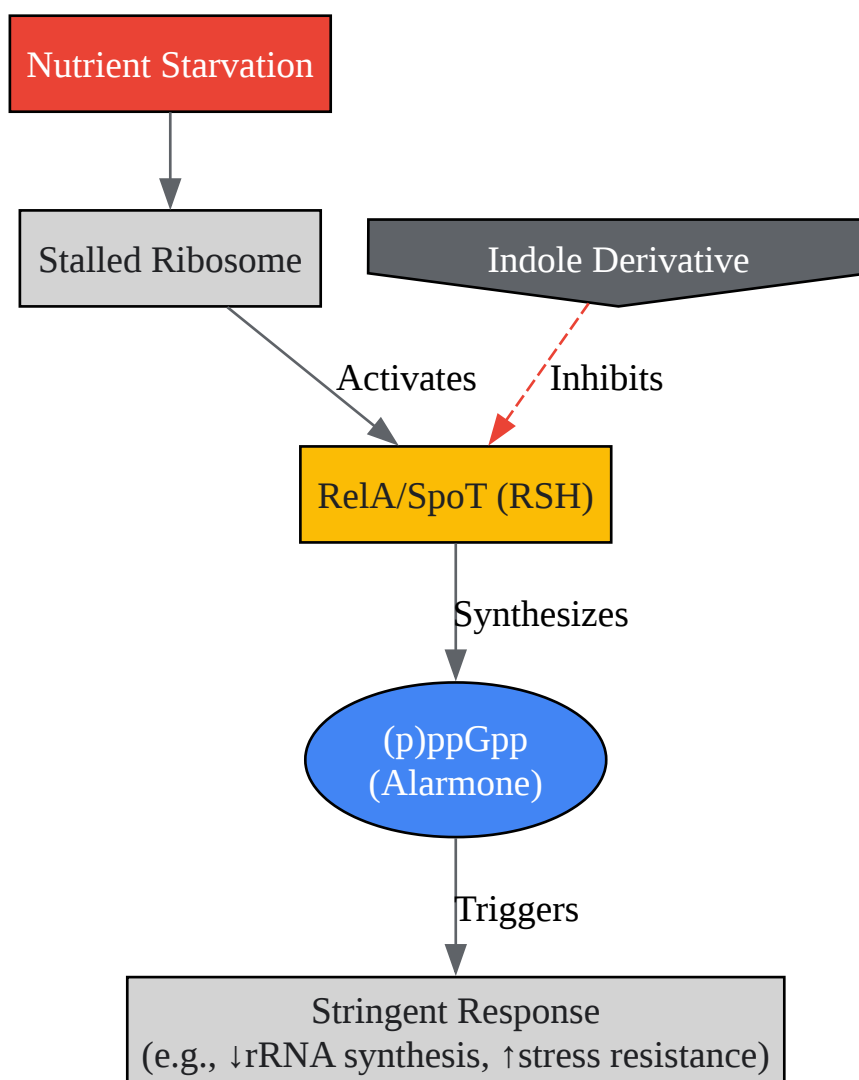 Nutrient Starvation
Stalled Ribosome
Indole Derivative
Activates
Inhibits
RelA/SpoT (RSH)
Synthesizes
(p)ppGpp
(Alarmone)
Triggers
Stringent Response
(e.g., ↓rRNA synthesis, ↑stress resistance)